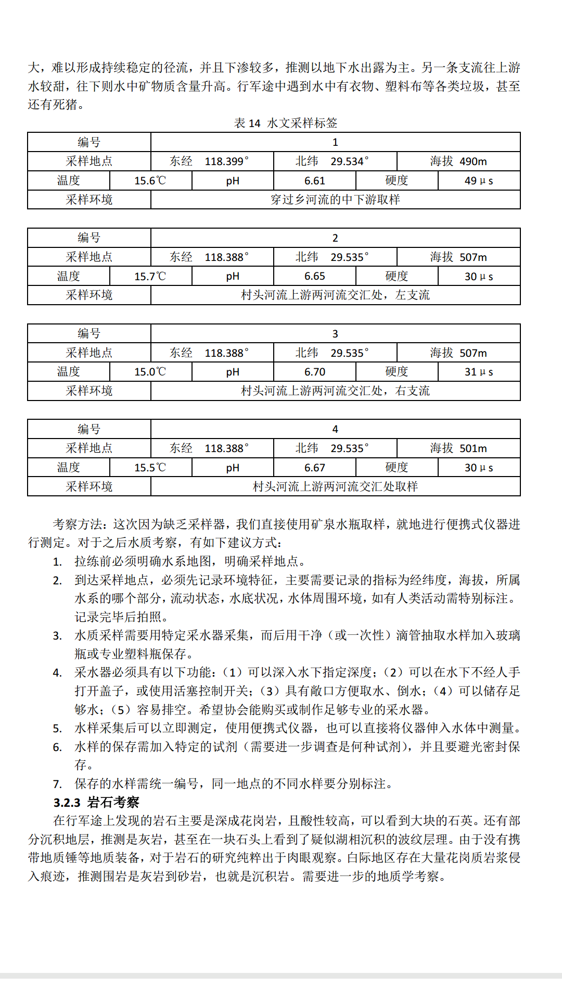 大，难以形成持续稳定的径流，并且下渗较多，推测以地下水出露为主。另一条支流往上游
水较甜，往下则水中矿物质含量升高。行军途中遇到水中有衣物、塑料布等各类垃圾，甚至
还有死猪。
表 14 水文采样标签
编号 1
采样地点 东经 118.399° 北纬 29.534° 海拔 490m
温度 15.6℃ pH 6.61 硬度 49μs
采样环境 穿过乡河流的中下游取样
编号 2
采样地点 东经 118.388° 北纬 29.535° 海拔 507m
温度 15.7℃ pH 6.65 硬度 30μs
采样环境 村头河流上游两河流交汇处，左支流
编号 3
采样地点 东经 118.388° 北纬 29.535° 海拔 507m
温度 15.0℃ pH 6.70 硬度 31μs
采样环境 村头河流上游两河流交汇处，右支流
编号 4
采样地点 东经 118.388° 北纬 29.535° 海拔 501m
温度 15.5℃ pH 6.67 硬度 30μs
采样环境 村头河流上游两河流交汇处取样
考察方法：这次因为缺乏采样器，我们直接使用矿泉水瓶取样，就地进行便携式仪器进
行测定。对于之后水质考察，有如下建议方式：
1. 拉练前必须明确水系地图，明确采样地点。
2. 到达采样地点，必须先记录环境特征，主要需要记录的指标为经纬度，海拔，所属
水系的哪个部分，流动状态，水底状况，水体周围环境，如有人类活动需特别标注。
记录完毕后拍照。
3. 水质采样需要用特定采水器采集，而后用干净（或一次性）滴管抽取水样加入玻璃
瓶或专业塑料瓶保存。
4. 采水器必须具有以下功能：（1）可以深入水下指定深度；（2）可以在水下不经人手
打开盖子，或使用活塞控制开关；（3）具有敞口方便取水、倒水；（4）可以储存足
够水；（5）容易排空。希望协会能购买或制作足够专业的采水器。
5. 水样采集后可以立即测定，使用便携式仪器，也可以直接将仪器伸入水体中测量。
6. 水样的保存需加入特定的试剂（需要进一步调查是何种试剂），并且要避光密封保
存。
7. 保存的水样需统一编号，同一地点的不同水样要分别标注。
3.2.3 岩石考察
在行军途上发现的岩石主要是深成花岗岩，且酸性较高，可以看到大块的石英。还有部
分沉积地层，推测是灰岩，甚至在一块石头上看到了疑似湖相沉积的波纹层理。由于没有携
带地质锤等地质装备，对于岩石的研究纯粹出于肉眼观察。白际地区存在大量花岗质岩浆侵
入痕迹，推测围岩是灰岩到砂岩，也就是沉积岩。需要进一步的地质学考察。